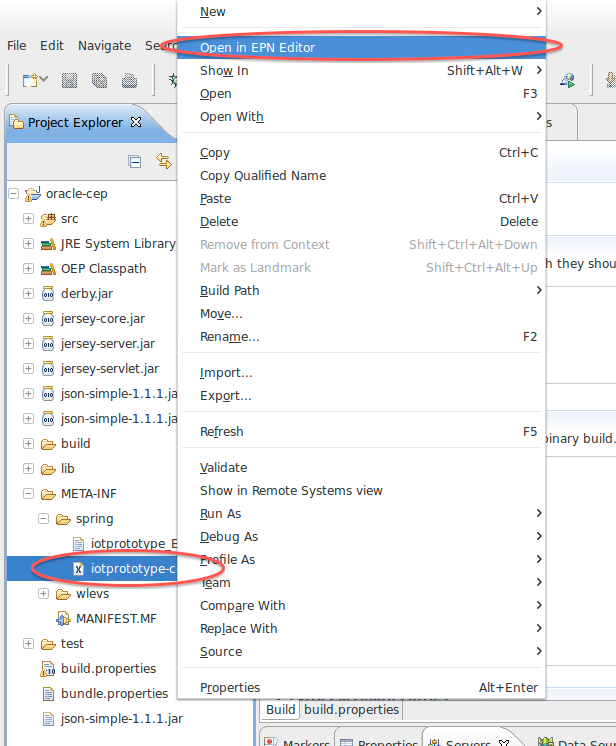 File Edit Navigate
Project Explorer
oracle-cep
src
JRE System Library
OEP Classpath
derby.jar
jersey-core.jar
jersey-server.jar
jersey-servlet.jar
json-simple-1.1.1.ja
json-simple-1.1.1.ja
build
lib
META-INF
spring
iotprototype_E
iotprototype-c
wlevs
MANIFEST.MF
test
build.properties
bundle.properties
json-simple-1.1.1.jar
New
Open in EPN Editor
Show In Shift+Alt+W
Open F3
Open With
Copy Ctrl+C
Copy Qualified Name
Paste Ctrl+V
Delete Delete
Remove from Context Shift+Ctrl+Alt+Down
Mark as Landmark Shift+Ctrl+Alt+Up
Build Path
Move...
Rename... F2
Import...
Export...
Refresh F5
Validate
Show in Remote Systems view
Run As
Debug As
Profile As
Team
Compare With
Replace With
Source
Properties Alt+Enter
h they shou
binary build.
Build build.properties
Markers Properties Servers Data Sou